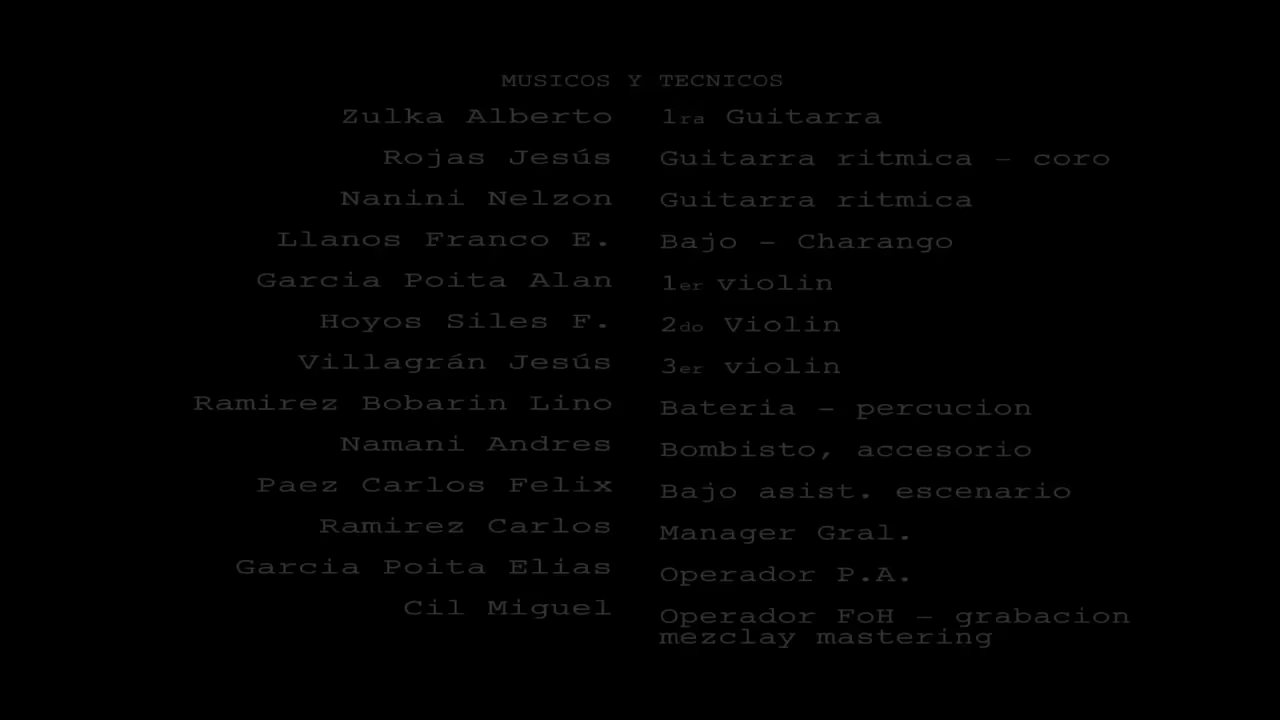 MUSICOS Y TECNICOS
Zulka Alberto 1ra Guitarra
Rojas Jesús Guitarra ritmica - coro
Nanini Nelzon Guitarra ritmica
Llanos Franco E. Bajo - Charango
Garcia Poita Alan 1er violin
Hoyos Siles F. 2do Violin
Villagrán Jesús 3er violin
Ramirez Bobarin Lino Bateria - percucion
Namani Andres Bombisto, accesorio
Paez Carlos Felix Bajo asist. escenario
Ramirez Carlos Manager Gral.
Garcia Poita Elias Operador P.A.
Cil Miguel Operador FoH - grabacion
mezclay mastering